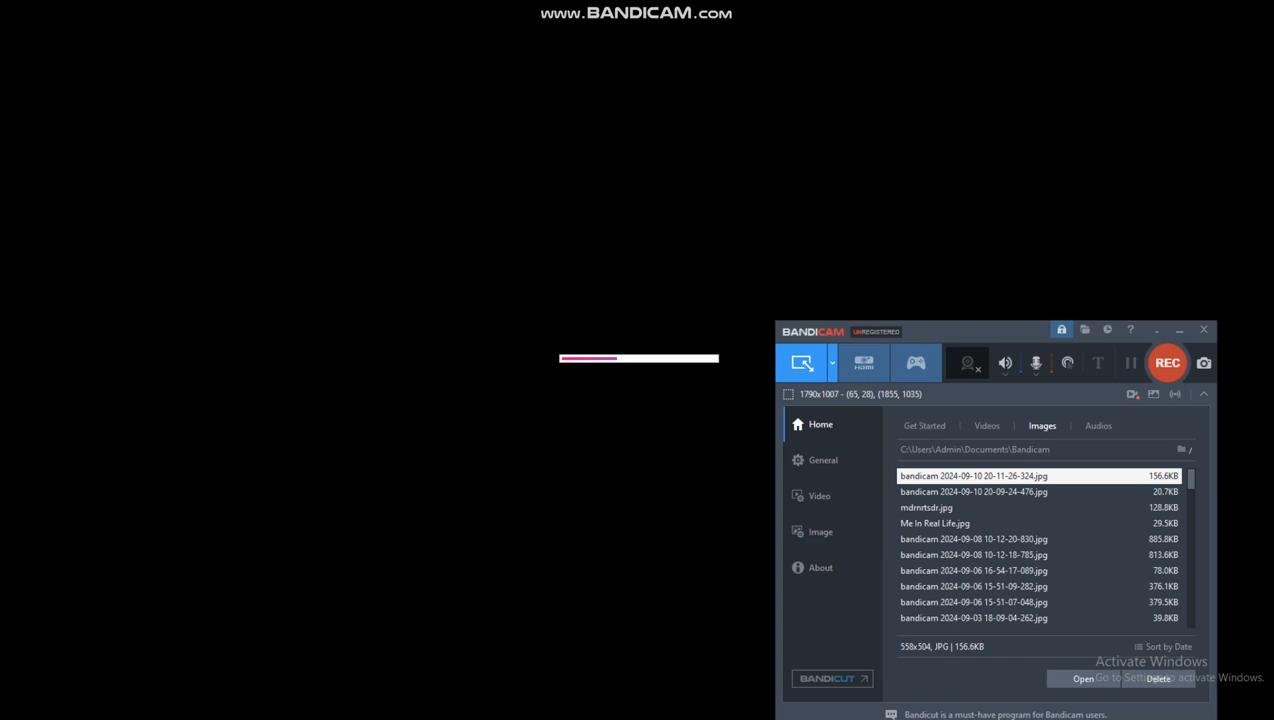 www.BANDICAM.com
BANDICAM UNREGISTERED ?
HDMI T REC
1790x1007 - (65, 28), (1855, 1035)
Home
General
Video
Image
About
BANDICUT
Get Started | Videos | Images | Audios
C:\Users\Admin\Documents\Bandicam
bandicam 2024-09-10 20-11-26-324.jpg 156.6KB
bandicam 2024-09-10 20-09-24-476.jpg 20.7KB
mdrnrtsdr.jpg 128.8KB
Me In Real Life.jpg 29.5KB
bandicam 2024-09-08 10-12-20-830.jpg 885.8KB
bandicam 2024-09-08 10-12-18-785.jpg 813.6KB
bandicam 2024-09-06 16-54-17-089.jpg 78.0KB
bandicam 2024-09-06 15-51-09-282.jpg 376.1KB
bandicam 2024-09-06 15-51-07-048.jpg 379.5KB
bandicam 2024-09-03 18-09-04-262.jpg 39.8KB
558x504, JPG | 156.6KB Sort by Date
Open Delete
Activate Windows
Go to Settings to activate Windows.
Bandicut is a must-have program for Bandicam users.